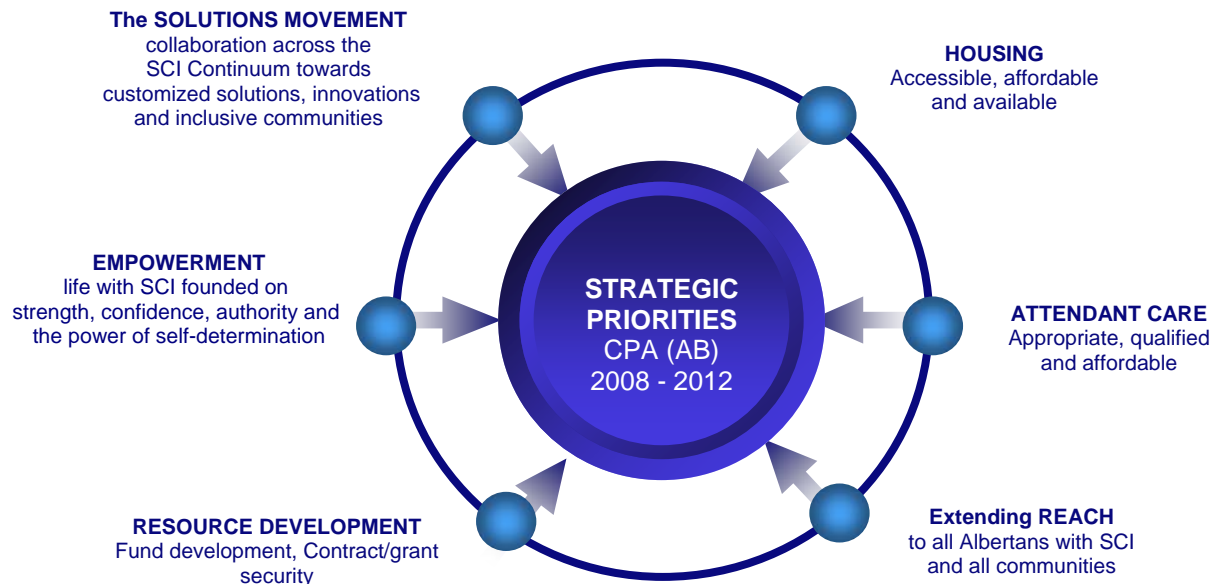 The SOLUTIONS MOVEMENT
collaboration across the
SCI Continuum towards
customized solutions, innovations
and inclusive communities
HOUSING
Accessible, affordable
and available
EMPOWERMENT
life with SCI founded on
strength, confidence, authority and
the power of self-determination
STRATEGIC
PRIORITIES
CPA (AB)
2008 - 2012
ATTENDANT CARE
Appropriate, qualified
and affordable
RESOURCE DEVELOPMENT
Fund development, Contract/grant
security
Extending REACH
to all Albertans with SCI
and all communities